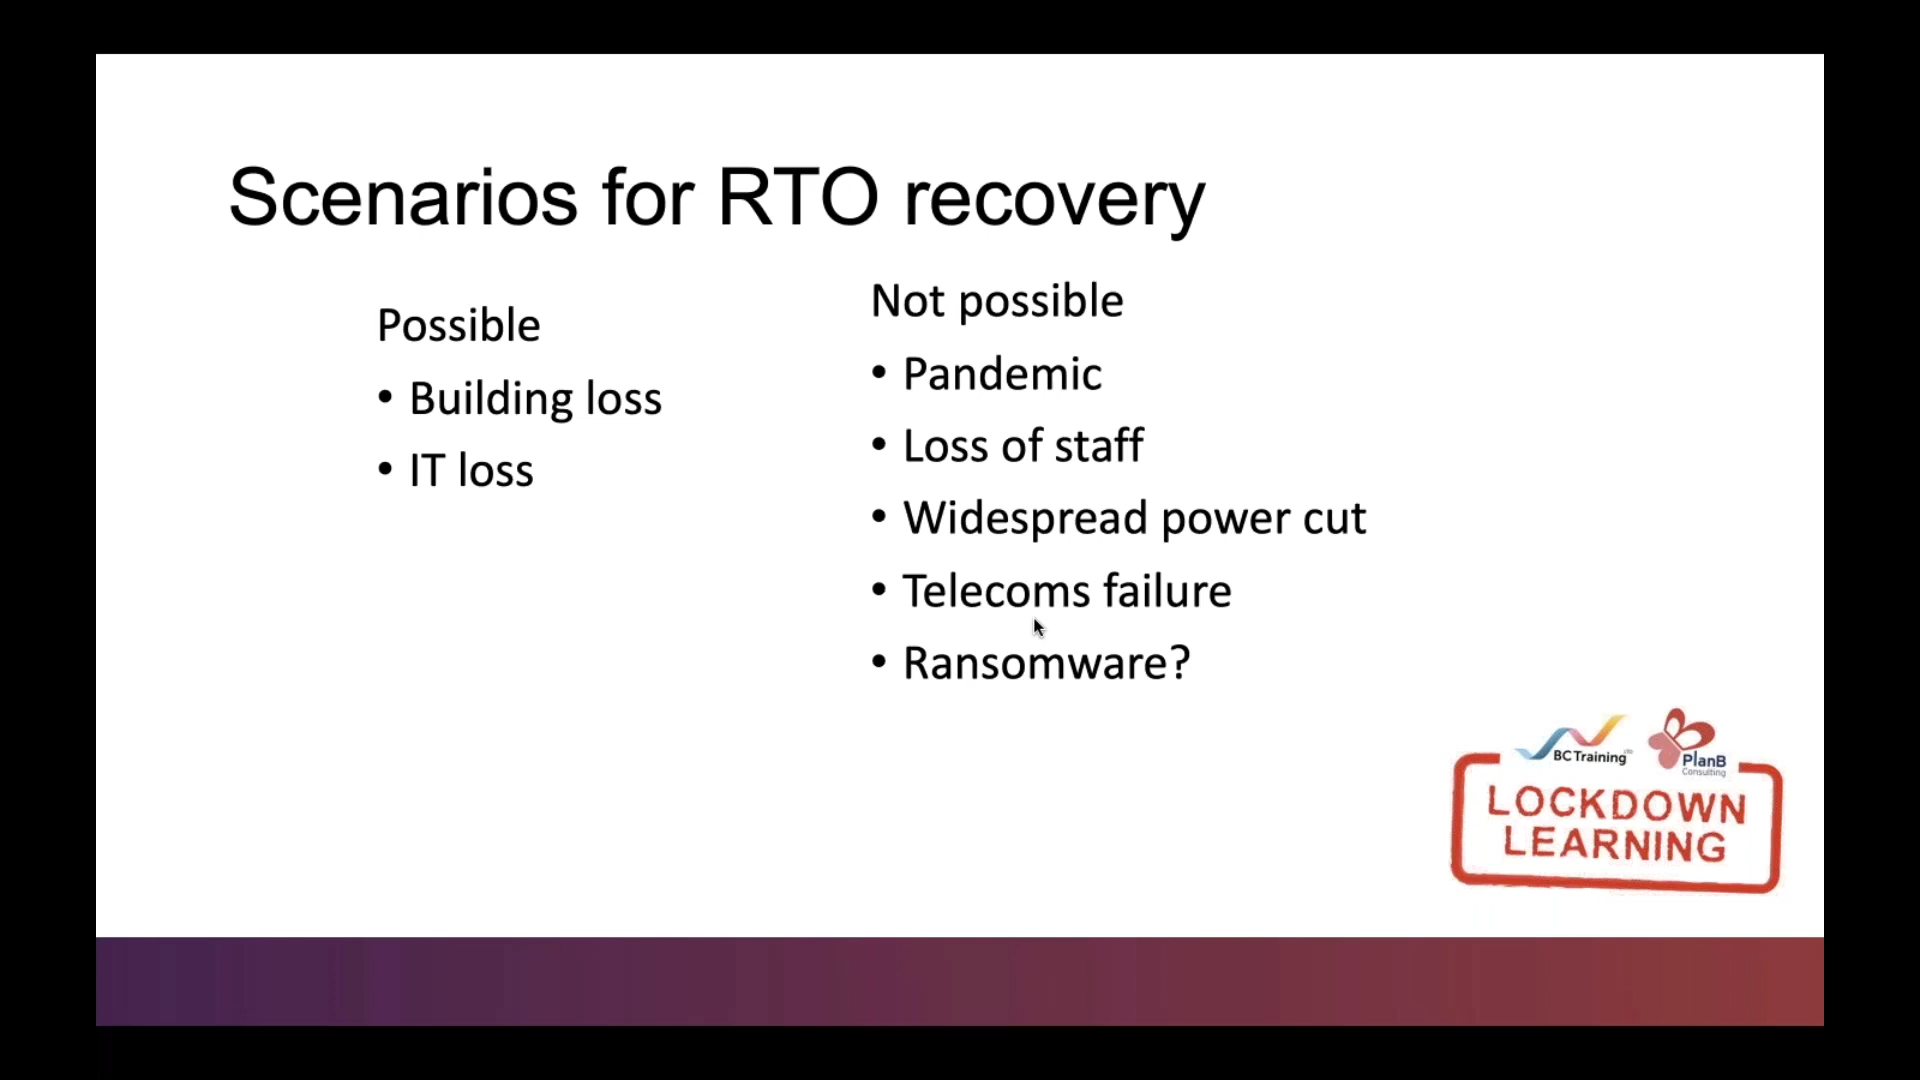 Scenarios for RTO recovery
Possible
• Building loss
• IT loss
Not possible
• Pandemic
• Loss of staff
• Widespread power cut
• Telecoms failure
• Ransomware?
BC Training LTD
PlanB
Consulting
LOCKDOWN
LEARNING